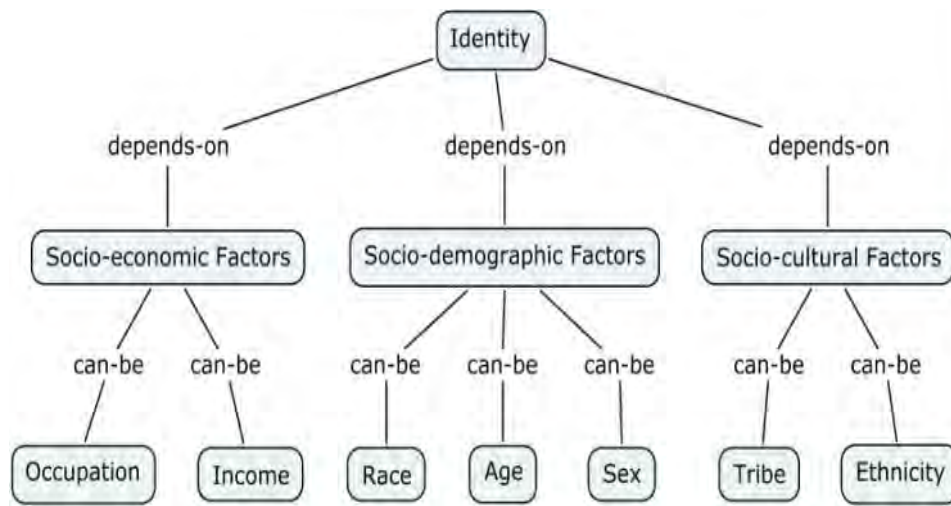 Identity
depends-on depends-on depends-on
Socio-economic Factors Socio-demographic Factors Socio-cultural Factors
can-be can-be can-be can-be can-be can-be can-be
Occupation Income Race Age Sex Tribe Ethnicity